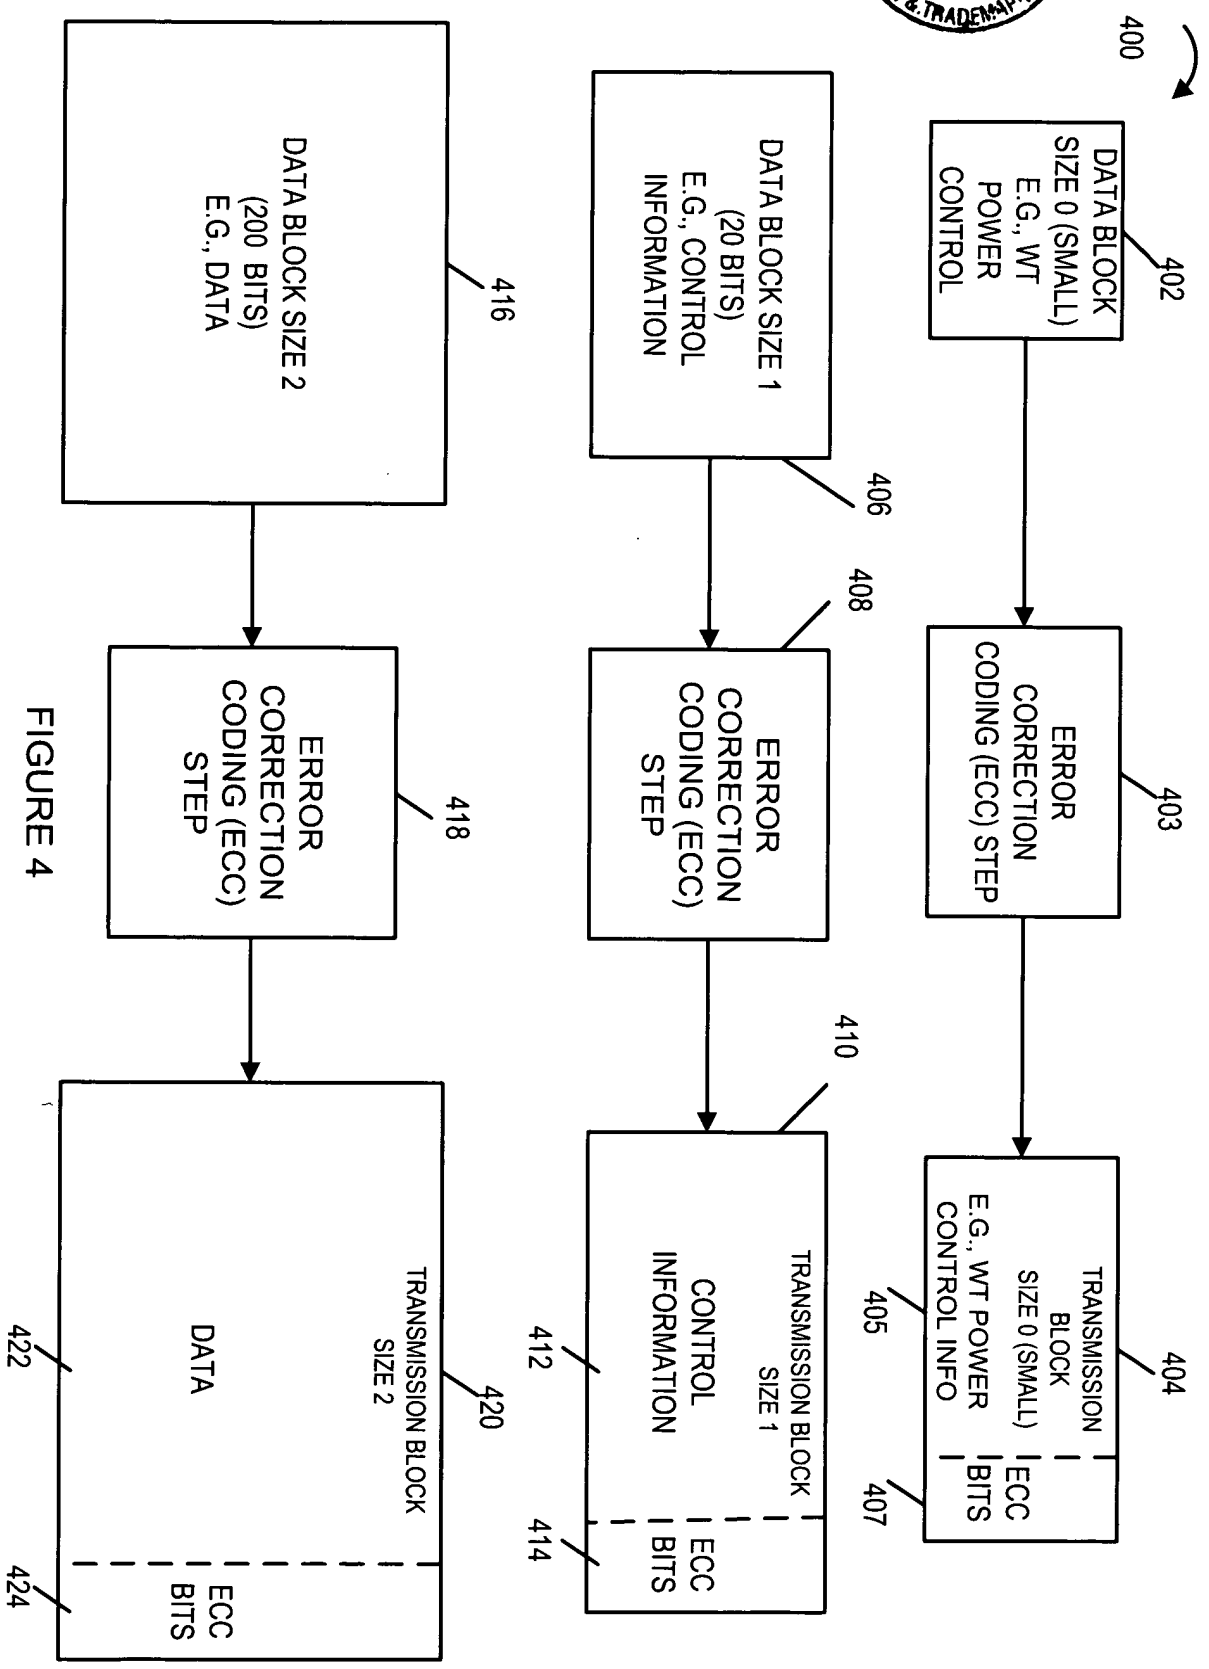 & TRADEMAR
400
402
DATA BLOCK
SIZE 0 (SMALL)
E.G., WT
POWER
CONTROL
403
ERROR
CORRECTION
CODING (ECC) STEP
404
TRANSMISSION
BLOCK
SIZE 0 (SMALL)
E.G., WT POWER
CONTROL INFO
ECC
BITS
405
407
406
DATA BLOCK SIZE 1
(20 BITS)
E.G., CONTROL
INFORMATION
408
ERROR
CORRECTION
CODING (ECC)
STEP
410
TRANSMISSION BLOCK
SIZE 1
CONTROL
INFORMATION
ECC
BITS
412
414
416
DATA BLOCK SIZE 2
(200 BITS)
E.G., DATA
418
ERROR
CORRECTION
CODING (ECC)
STEP
420
TRANSMISSION BLOCK
SIZE 2
DATA
ECC
BITS
422
424
FIGURE 4